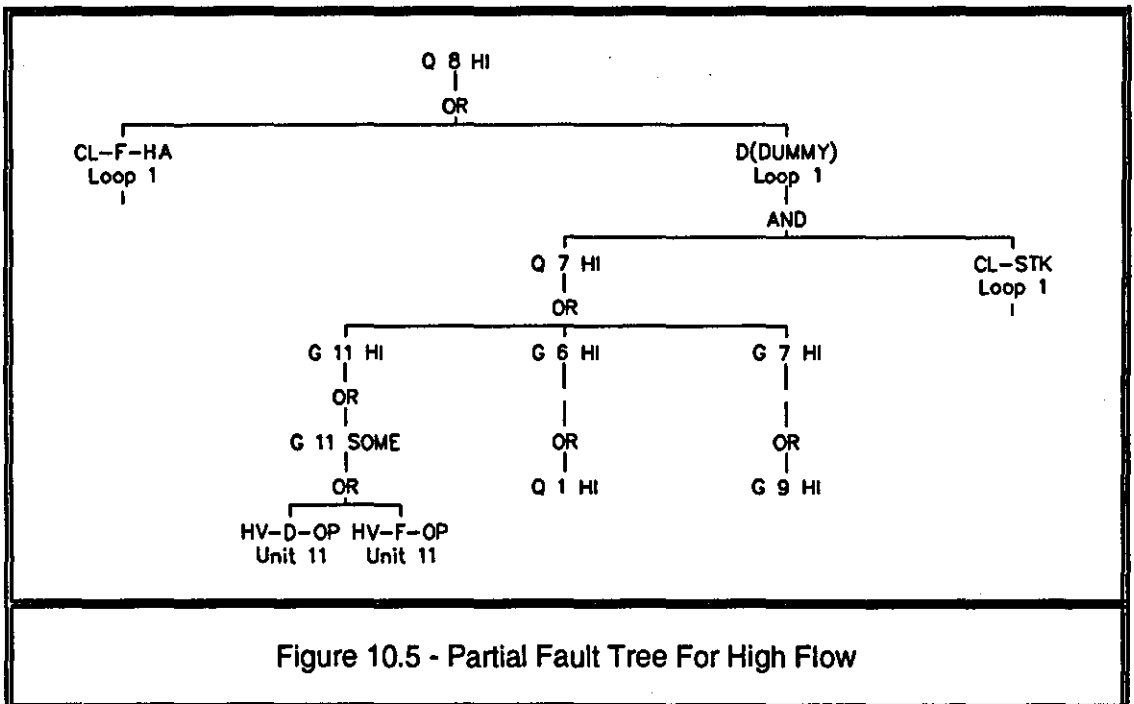 Q 8 HI
OR
CL-F-HA
Loop 1
D(DUMMY)
Loop 1
AND
Q 7 HI
CL-STK
Loop 1
OR
G 11 HI
G 6 HI
G 7 HI
OR
G 11 SOME
OR
OR
OR
Q 1 HI
G 9 HI
HV-D-OP
Unit 11
HV-F-OP
Unit 11
Figure 10.5 - Partial Fault Tree For High Flow